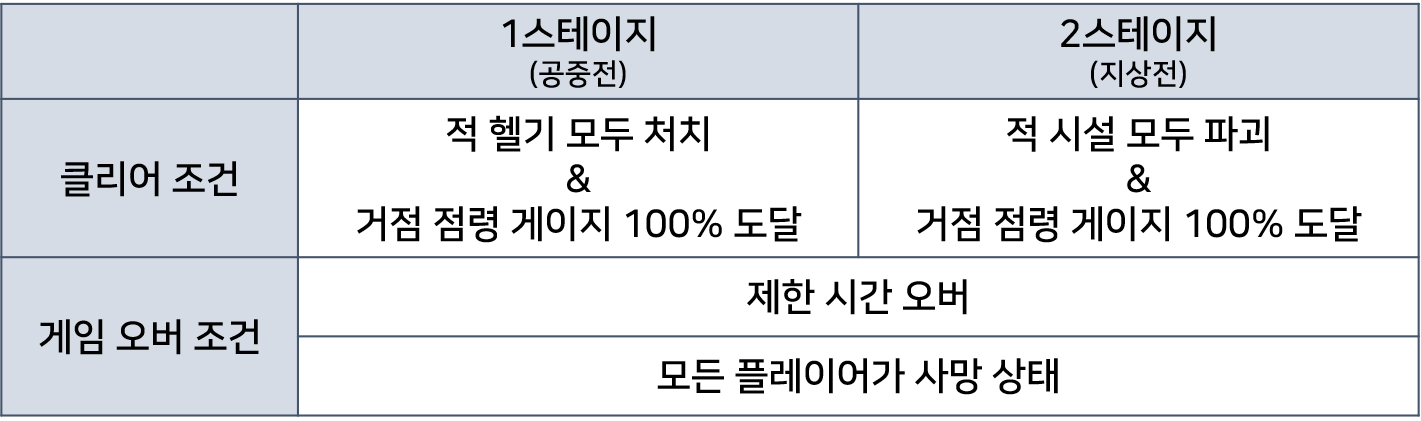 1스테이지
(공중전)
2스테이지
(지상전)
클리어 조건
적 헬기 모두 처치
&
거점 점령 게이지 100% 도달
적 시설 모두 파괴
&
거점 점령 게이지 100% 도달
게임 오버 조건
제한 시간 오버
모든 플레이어가 사망 상태